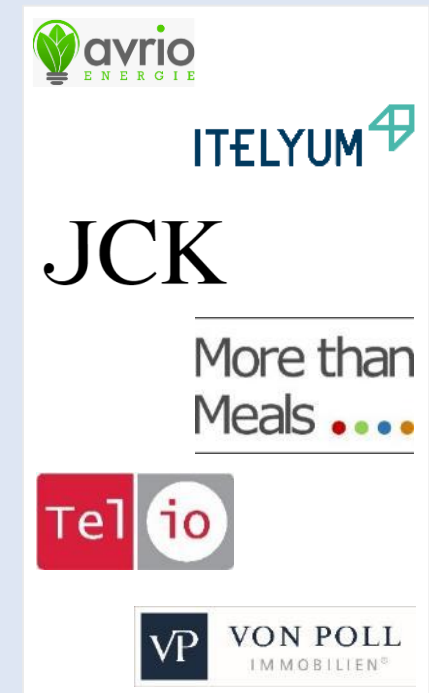 avrio
ENERGIE
ITELYUM
JCK
More than
Meals
Tel io
VP VON POLL
IMMOBILIEN®